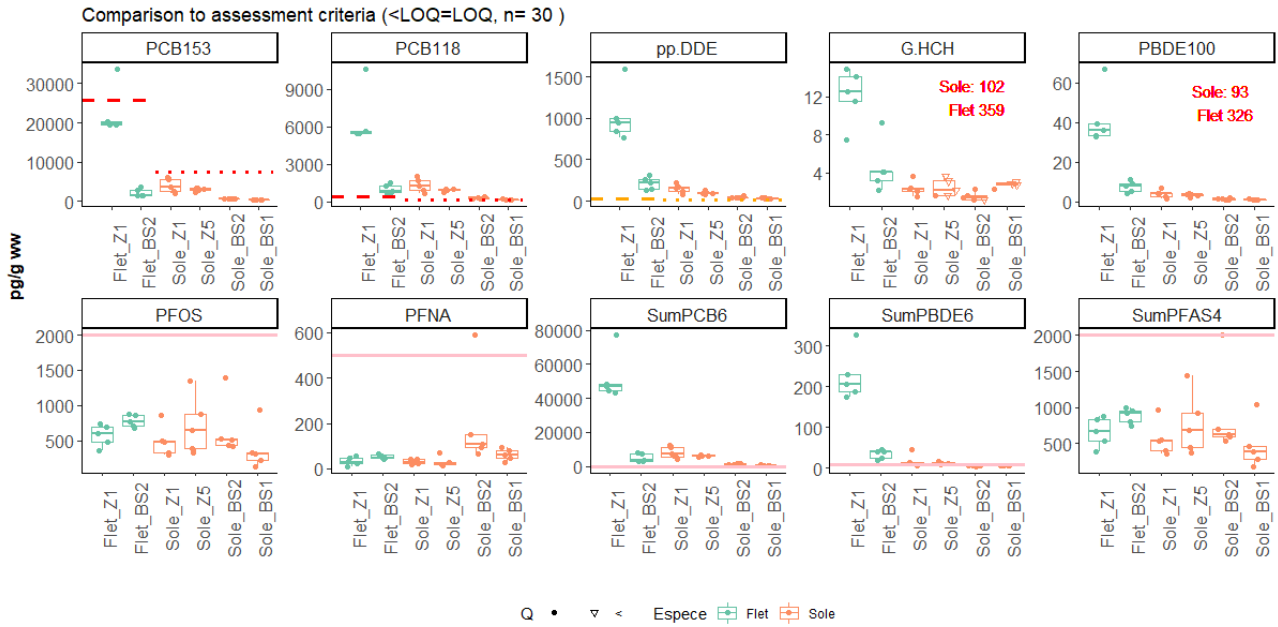 Comparison to assessment criteria (<LOQ=LOQ, n= 30 )
PCB153
PCB118
pp.DDE
G.HCH
PBDE100
30000
20000
10000
0
9000
6000
3000
0
1500
1000
500
0
12
8
4
60
40
20
0
Sole: 102
Flet 359
Sole: 93
Flet 326
Flet_Z1
Flet_BS2
Sole_Z1
Sole_Z5
Sole_BS2
Sole_BS1
Flet_Z1
Flet_BS2
Sole_Z1
Sole_Z5
Sole_BS2
Sole_BS1
Flet_Z1
Flet_BS2
Sole_Z1
Sole_Z5
Sole_BS2
Sole_BS1
Flet_Z1
Flet_BS2
Sole_Z1
Sole_Z5
Sole_BS2
Sole_BS1
Flet_Z1
Flet_BS2
Sole_Z1
Sole_Z5
Sole_BS2
Sole_BS1
pg/g ww
PFOS
PFNA
SumPCB6
SumPBDE6
SumPFAS4
2000
1500
1000
500
600
400
200
0
80000
60000
40000
20000
0
300
200
100
0
2000
1500
1000
500
Flet_Z1
Flet_BS2
Sole_Z1
Sole_Z5
Sole_BS2
Sole_BS1
Flet_Z1
Flet_BS2
Sole_Z1
Sole_Z5
Sole_BS2
Sole_BS1
Flet_Z1
Flet_BS2
Sole_Z1
Sole_Z5
Sole_BS2
Sole_BS1
Flet_Z1
Flet_BS2
Sole_Z1
Sole_Z5
Sole_BS2
Sole_BS1
Flet_Z1
Flet_BS2
Sole_Z1
Sole_Z5
Sole_BS2
Sole_BS1
Q < Espece Flet Sole